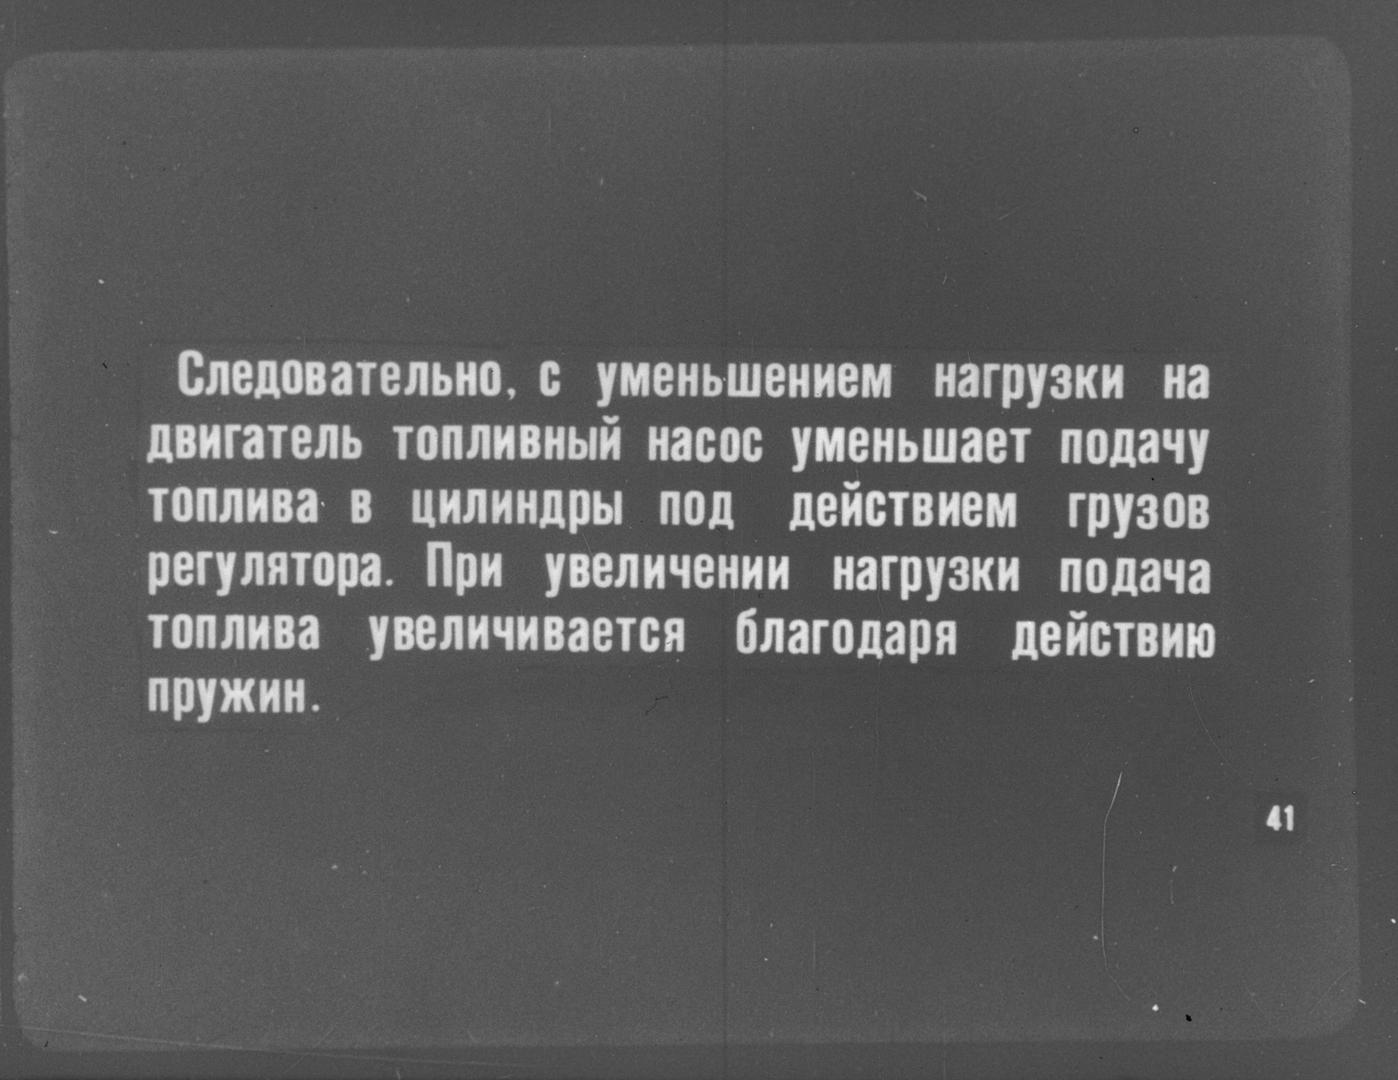 Следовательно, с уменьшением нагрузки на
двигатель топливный насос уменьшает подачу
топлива в цилиндры под действием грузов
регулятора. При увеличении нагрузки подача
топлива увеличивается благодаря действию
пружин.
41